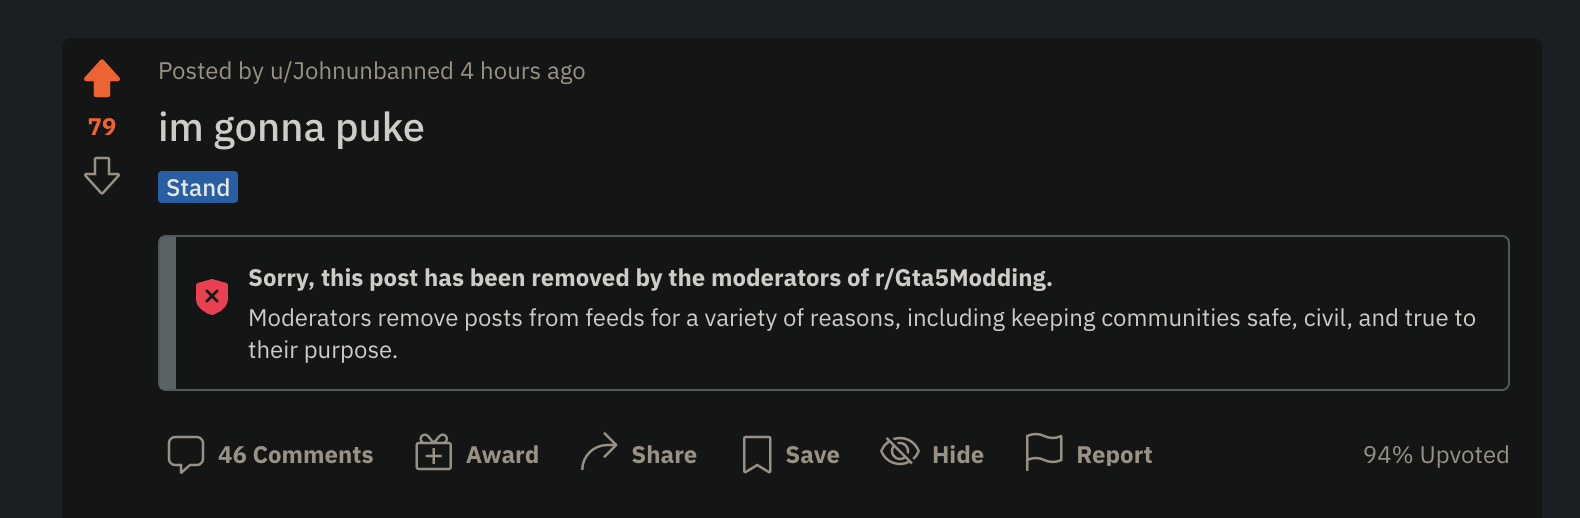 Posted by u/Johnunbanned 4 hours ago
79
im gonna puke
Stand
Sorry, this post has been removed by the moderators of r/Gta5Modding.
Moderators remove posts from feeds for a variety of reasons, including keeping communities safe, civil, and true to
their purpose.
46 Comments Award Share Save Hide Report 94% Upvoted